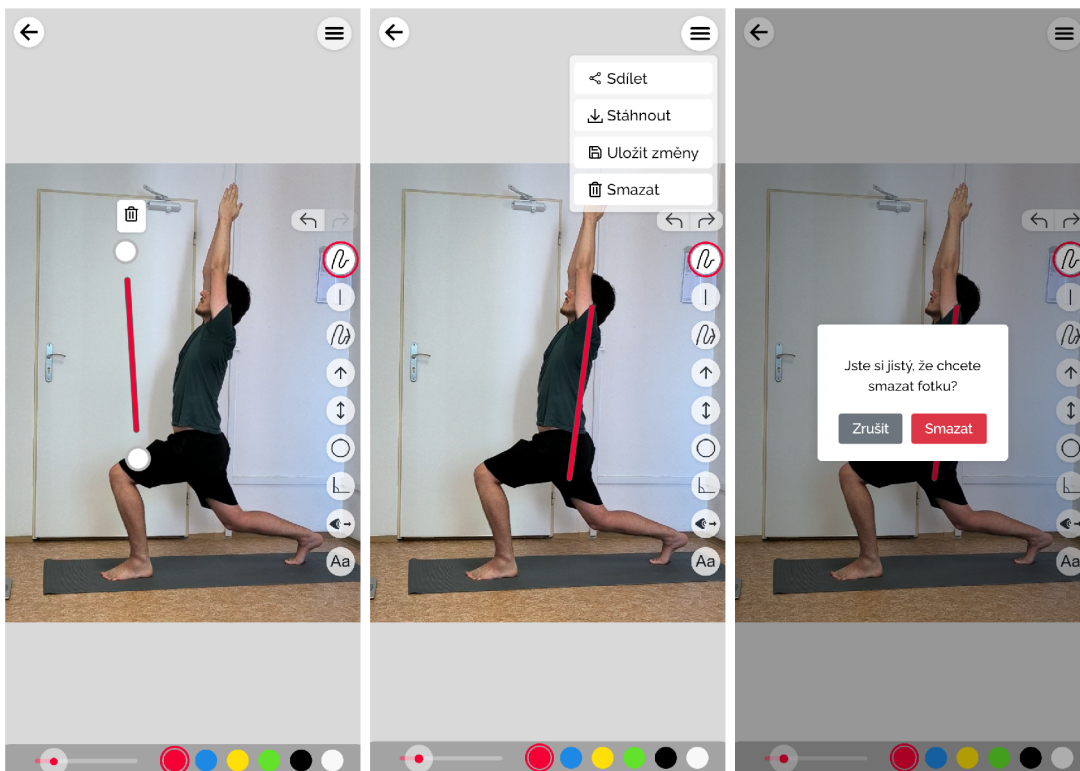 Aa
Sdílet
Stáhnout
Uložit změny
Smazat
Aa
Jste si jistý, že chcete
smazat fotku?
Zrušit
Smazat
Aa